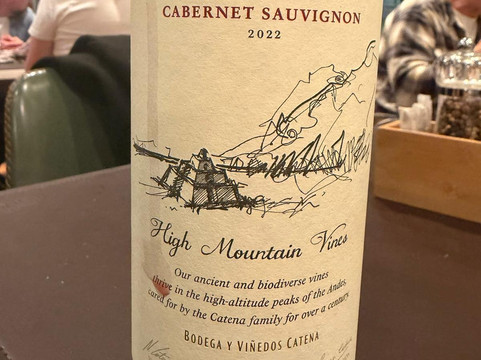 CABERNET SAUVIGNON
2022
High Mountain Vines
Our ancient and biodiverse vines
thrive in the high-altitude peaks of the Andes,
cared for by the Catena family for over a century.
BODEGA Y VIÑEDOS CATENA